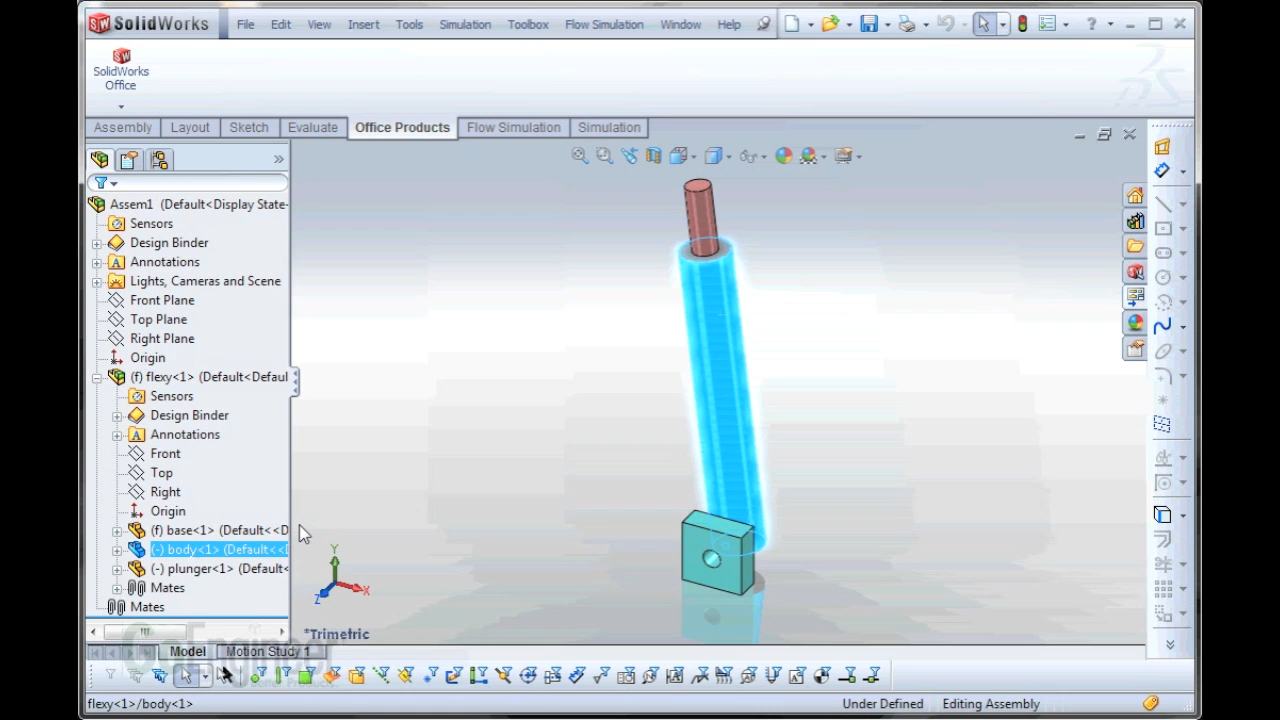 SolidWorks File Edit View Insert Tools Simulation Toolbox Flow Simulation Window Help
SolidWorks
Office
Assembly Layout Sketch Evaluate Office Products Flow Simulation Simulation
Assem1 (Default<Display State-
Sensors
Design Binder
Annotations
Lights, Cameras and Scene
Front Plane
Top Plane
Right Plane
Origin
(f) flexy<1> (Default<Defaul
Sensors
Design Binder
Annotations
Front
Top
Right
Origin
(f) base<1> (Default<<D
(-) body<1> (Default<<D
(-) plunger<1> (Default<
Mates
Mates
Y
X
Z
*Trimetric
GoEngineer
Model Motion Study 1
flexy<1>/body<1> Under Defined Editing Assembly